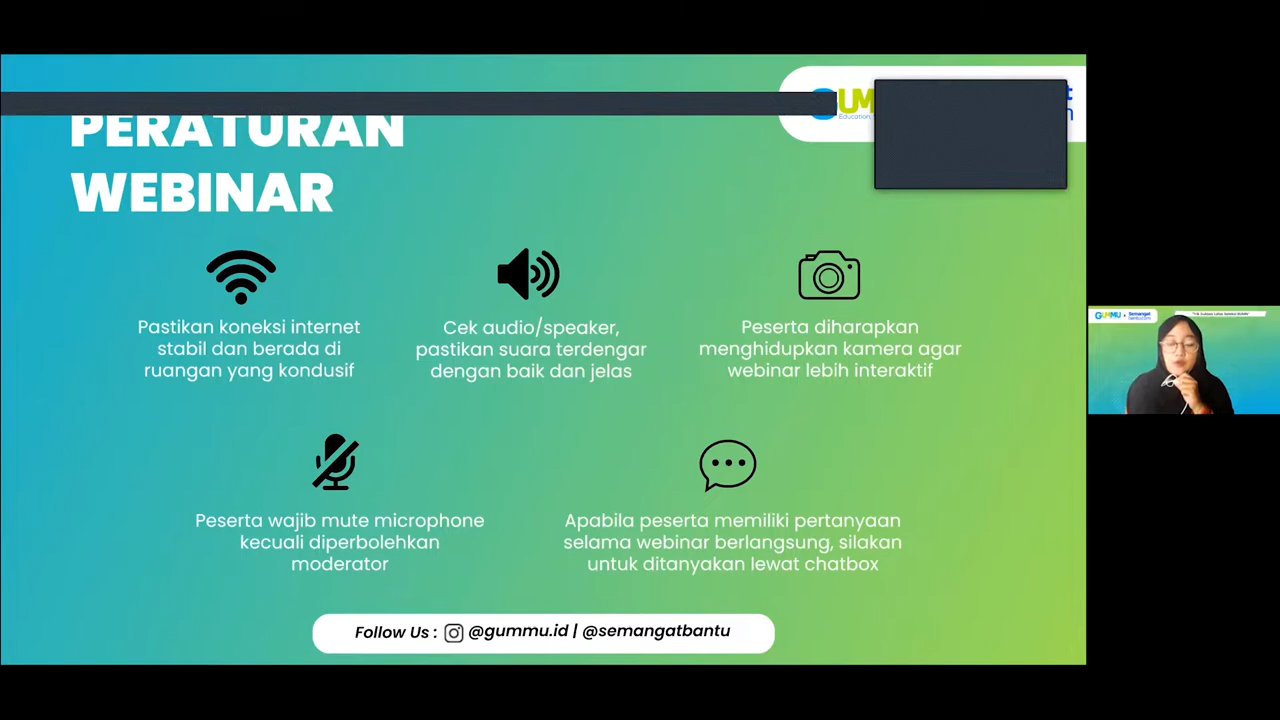 PERATURAN
WEBINAR
Pastikan koneksi internet
stabil dan berada di
ruangan yang kondusif
Cek audio/speaker,
pastikan suara terdengar
dengan baik dan jelas
Peserta diharapkan
menghidupkan kamera agar
webinar lebih interaktif
Peserta wajib mute microphone
kecuali diperbolehkan
moderator
Apabila peserta memiliki pertanyaan
selama webinar berlangsung, silakan
untuk ditanyakan lewat chatbox
Follow Us : @gummu.id | @semangatbantu
GUMMU
Semangat